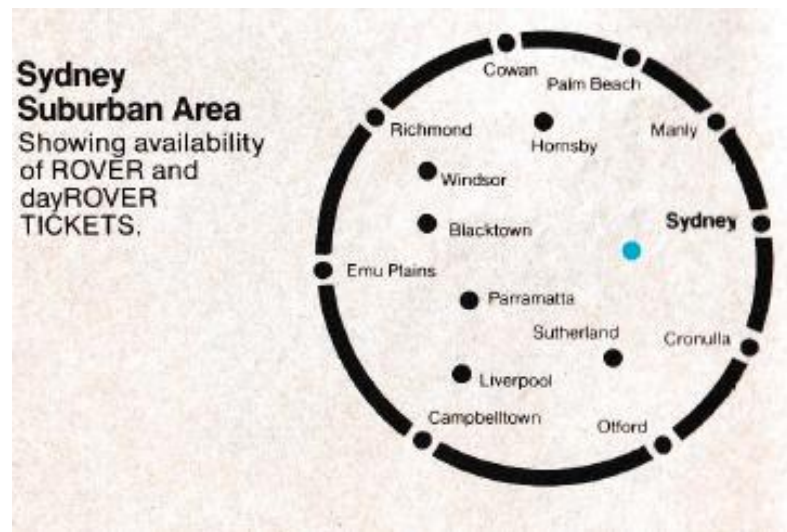 Sydney
Suburban Area
Showing availability
of ROVER and
dayROVER
TICKETS.
Cowan
Palm Beach
Richmond
Manly
Hornsby
Windsor
Sydney
Blacktown
Emu Plains
Parramatta
Sutherland
Cronulla
Liverpool
Campbelltown
Otford